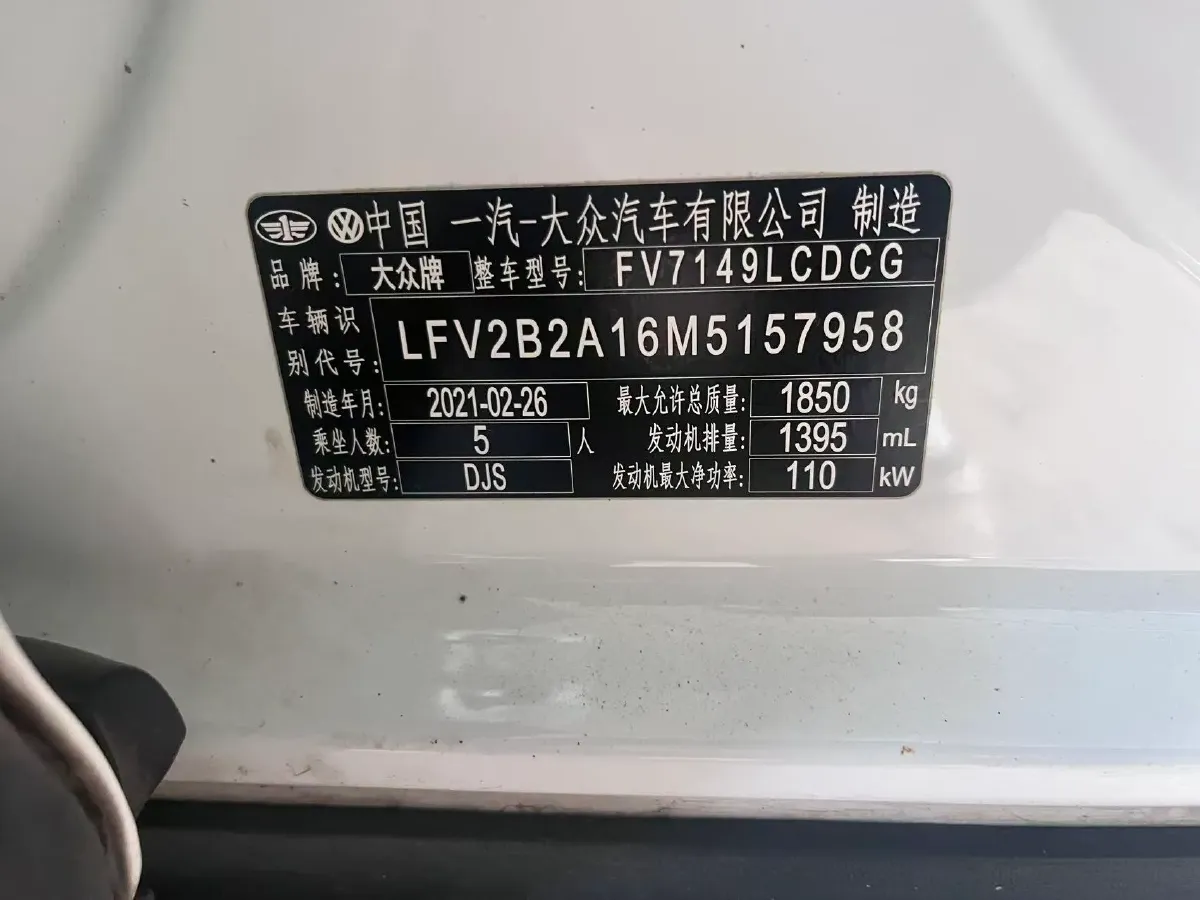 中国 一汽-大众汽车有限公司 制造
品牌: 大众牌 整车型号: FV7149LCDCG
车辆识
别代号: LFV2B2A16M5157958
制造年月: 2021-02-26 最大允许总质量: 1850 kg
乘坐人数: 5 人 发动机排量: 1395 mL
发动机型号: DJS 发动机最大净功率: 110 kW